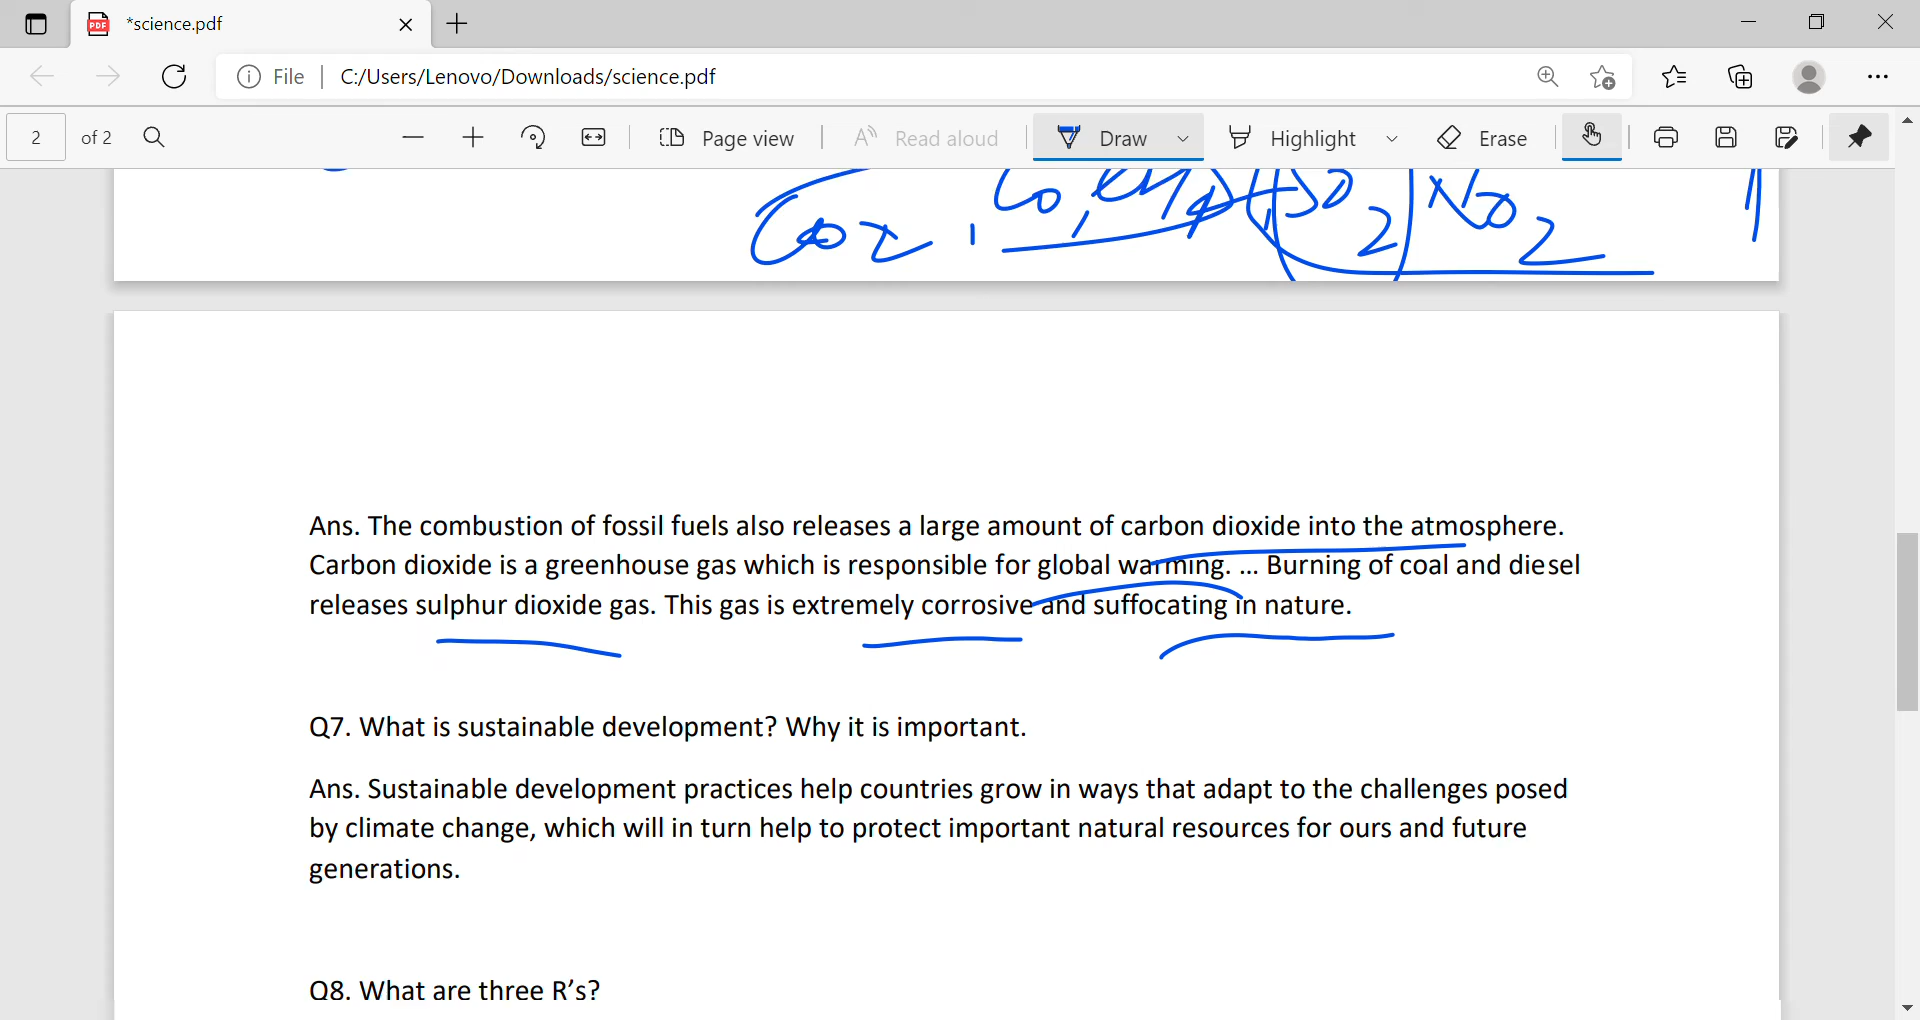 *science.pdf
File C:/Users/Lenovo/Downloads/science.pdf
2 of 2 Page view Read aloud Draw Highlight Erase
CO, CH4, (SO2) NO2
CO2,
Ans. The combustion of fossil fuels also releases a large amount of carbon dioxide into the atmosphere.
Carbon dioxide is a greenhouse gas which is responsible for global warming. ... Burning of coal and diesel
releases sulphur dioxide gas. This gas is extremely corrosive and suffocating in nature.
Q7. What is sustainable development? Why it is important.
Ans. Sustainable development practices help countries grow in ways that adapt to the challenges posed
by climate change, which will in turn help to protect important natural resources for ours and future
generations.
Q8. What are three R’s?